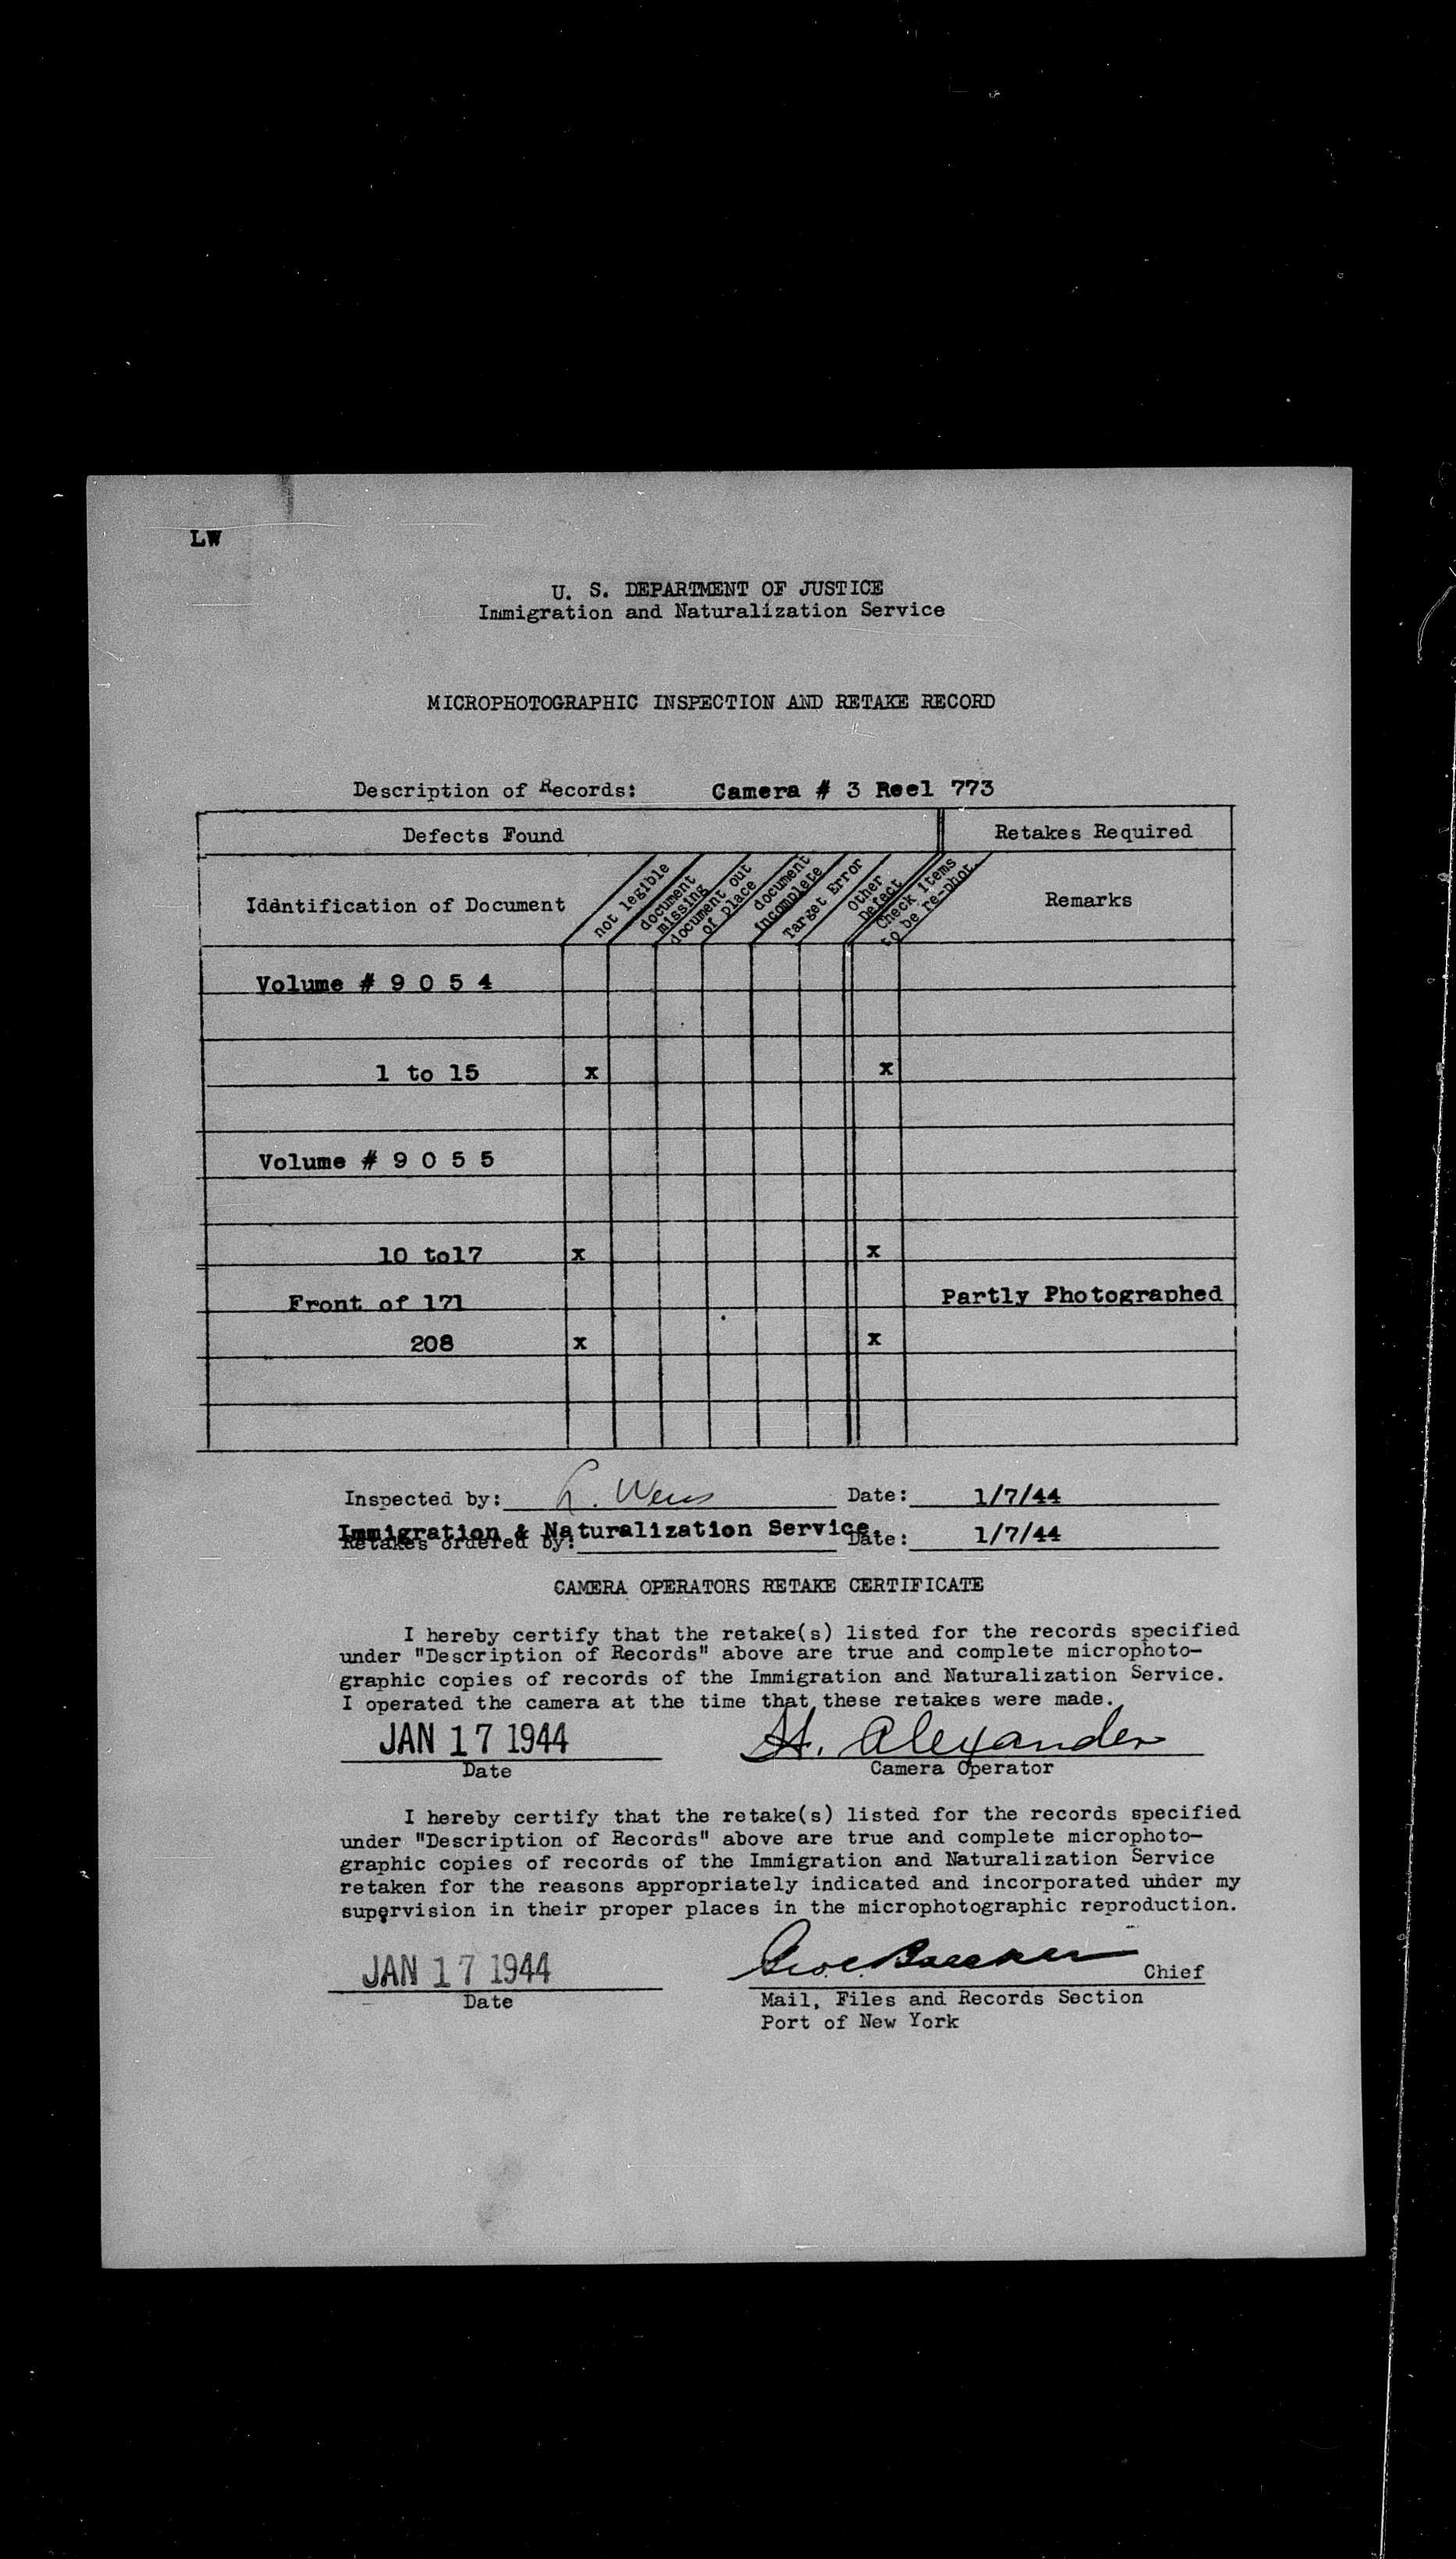 LW
U. S. DEPARTMENT OF JUSTICE
Immigration and Naturalization Service
MICROPHOTOGRAPHIC INSPECTION AND RETAKE RECORD
Description of Records: Camera # 3 Reel 773
Defects Found
Retakes Required
Idantification of Document
not legible
document missing
document out of place
document incomplete
Target Error
Other Defect
Check items to be re-phot.
Remarks
Volume # 9 0 5 4
1 to 15 x x
Volume # 9 0 5 5
10 to17 x x
Front of 171 Partly Photographed
208 x x
Inspected by: L. Weiss Date: 1/7/44
Immigration & Naturalization Service.
Retakes ordered by: Date: 1/7/44
CAMERA OPERATORS RETAKE CERTIFICATE
I hereby certify that the retake(s) listed for the records specified
under "Description of Records" above are true and complete microphoto-
graphic copies of records of the Immigration and Naturalization Service.
I operated the camera at the time that these retakes were made.
JAN 17 1944 H. Alexander
Date Camera Operator
I hereby certify that the retake(s) listed for the records specified
under "Description of Records" above are true and complete microphoto-
graphic copies of records of the Immigration and Naturalization Service
retaken for the reasons appropriately indicated and incorporated under my
supervision in their proper places in the microphotographic reproduction.
JAN 17 1944 Chief
Date Mail, Files and Records Section
Port of New York